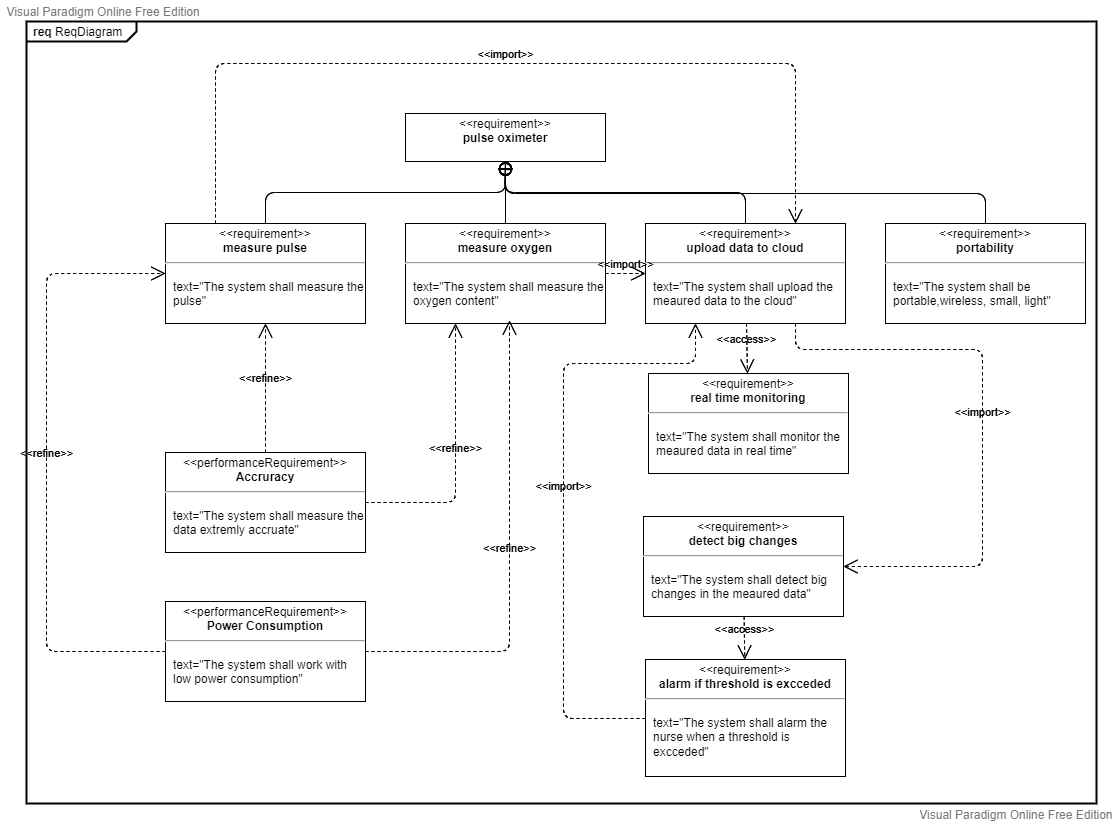 Visual Paradigm Online Free Edition
req ReqDiagram
<<import>>
<<requirement>>
pulse oximeter
<<requirement>>
measure pulse
text="The system shall measure the
pulse"
<<requirement>>
measure oxygen
text="The system shall measure the
oxygen content"
<<import>>
<<requirement>>
upload data to cloud
text="The system shall upload the
meaured data to the cloud"
<<requirement>>
portability
text="The system shall be
portable,wireless, small, light"
<<refine>>
<<access>>
<<requirement>>
real time monitoring
text="The system shall monitor the
meaured data in real time"
<<import>>
<<refine>>
<<refine>>
<<performanceRequirement>>
Accruracy
text="The system shall measure the
data extremly accruate"
<<import>>
<<requirement>>
detect big changes
text="The system shall detect big
changes in the meaured data"
<<refine>>
<<performanceRequirement>>
Power Consumption
text="The system shall work with
low power consumption"
<<access>>
<<requirement>>
alarm if threshold is excceded
text="The system shall alarm the
nurse when a threshold is
excceded"
Visual Paradigm Online Free Edition